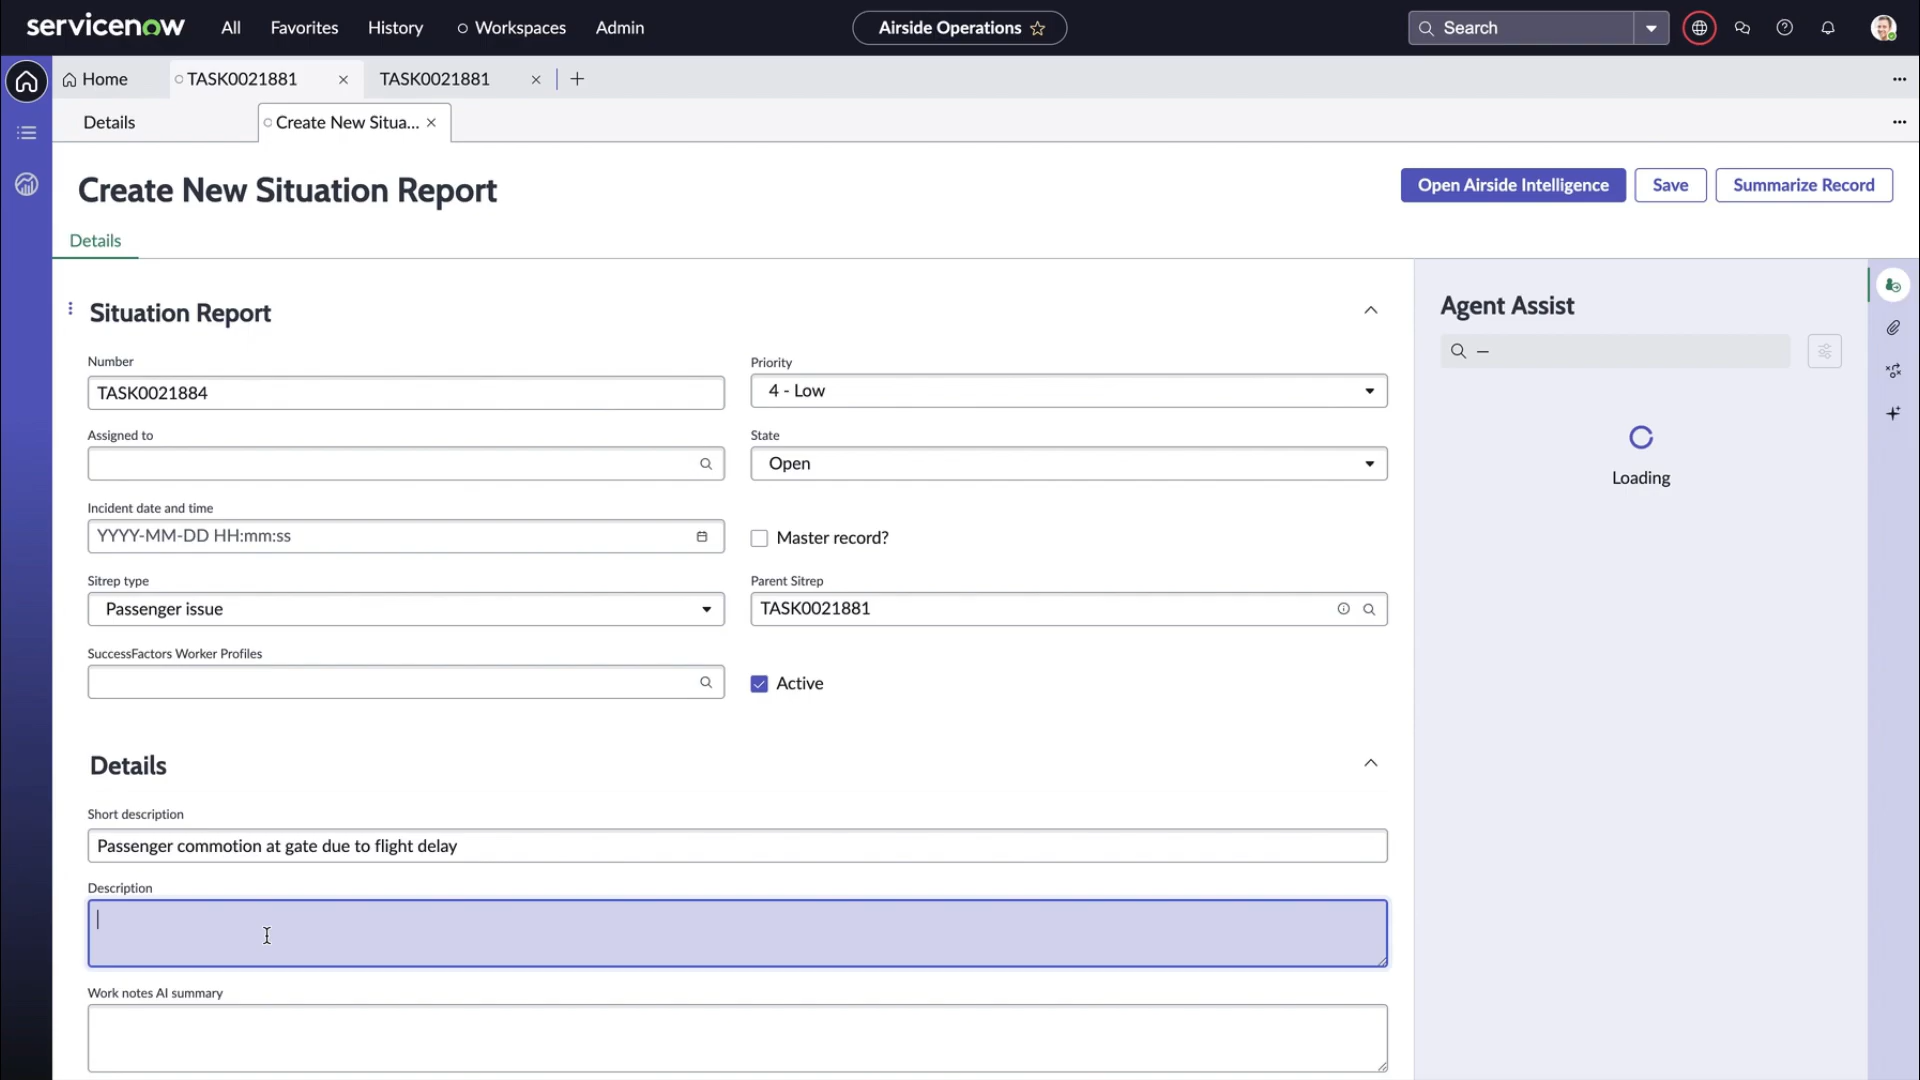 servicenow
All
Favorites
History
Workspaces
Admin
Airside Operations
Search
Home
TASK0021881
TASK0021881
Details
Create New Situa...
Create New Situation Report
Open Airside Intelligence
Save
Summarize Record
Details
Situation Report
Number
TASK0021884
Priority
4 - Low
Assigned to
State
Open
Incident date and time
YYYY-MM-DD HH:mm:ss
Master record?
Sitrep type
Passenger issue
Parent Sitrep
TASK0021881
SuccessFactors Worker Profiles
Active
Details
Short description
Passenger commotion at gate due to flight delay
Description
Work notes AI summary
Agent Assist
–
Loading